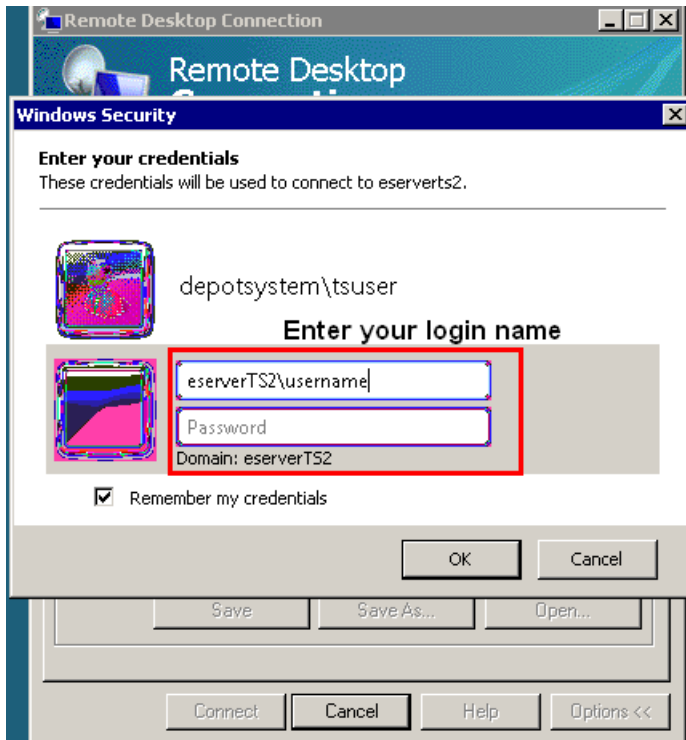 Remote Desktop Connection
Remote Desktop
Windows Security
Enter your credentials
These credentials will be used to connect to eserverts2.
depotsystem\tsuser
Enter your login name
eserverTS2\username
Password
Domain: eserverTS2
Remember my credentials
OK Cancel
Save Save As... Open...
Connect Cancel Help Options <<